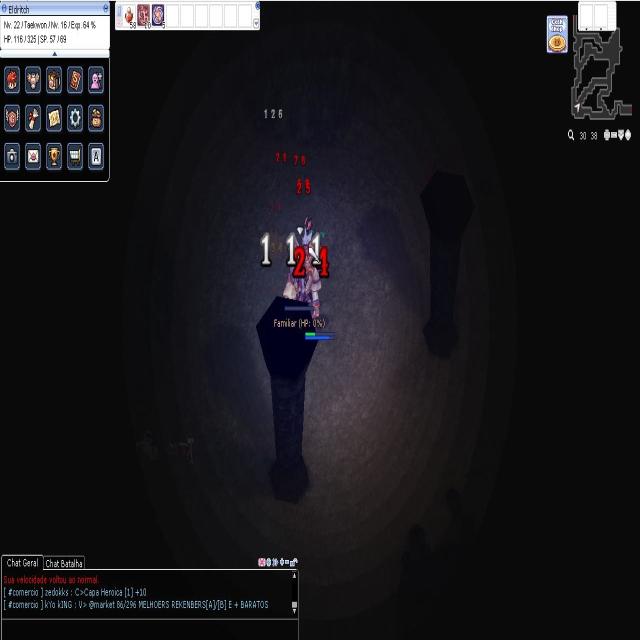 Eldritch
Nv. 22 / Taekwon / Nv. 16 / Exp. 64 %
HP. 116 / 325 | SP. 57 / 69
126
25
1 1 1
24
Familiar (HP: 0%)
30 38
Chat Geral Chat Batalha
Sua velocidade voltou ao normal.
[ #comercio ] zedokks : C>Capa Heroica [1] +10
[ #comercio ] kYo kING : V> @market 86/296 MELHOERS REKENBERS[A]/[B] E + BARATOS